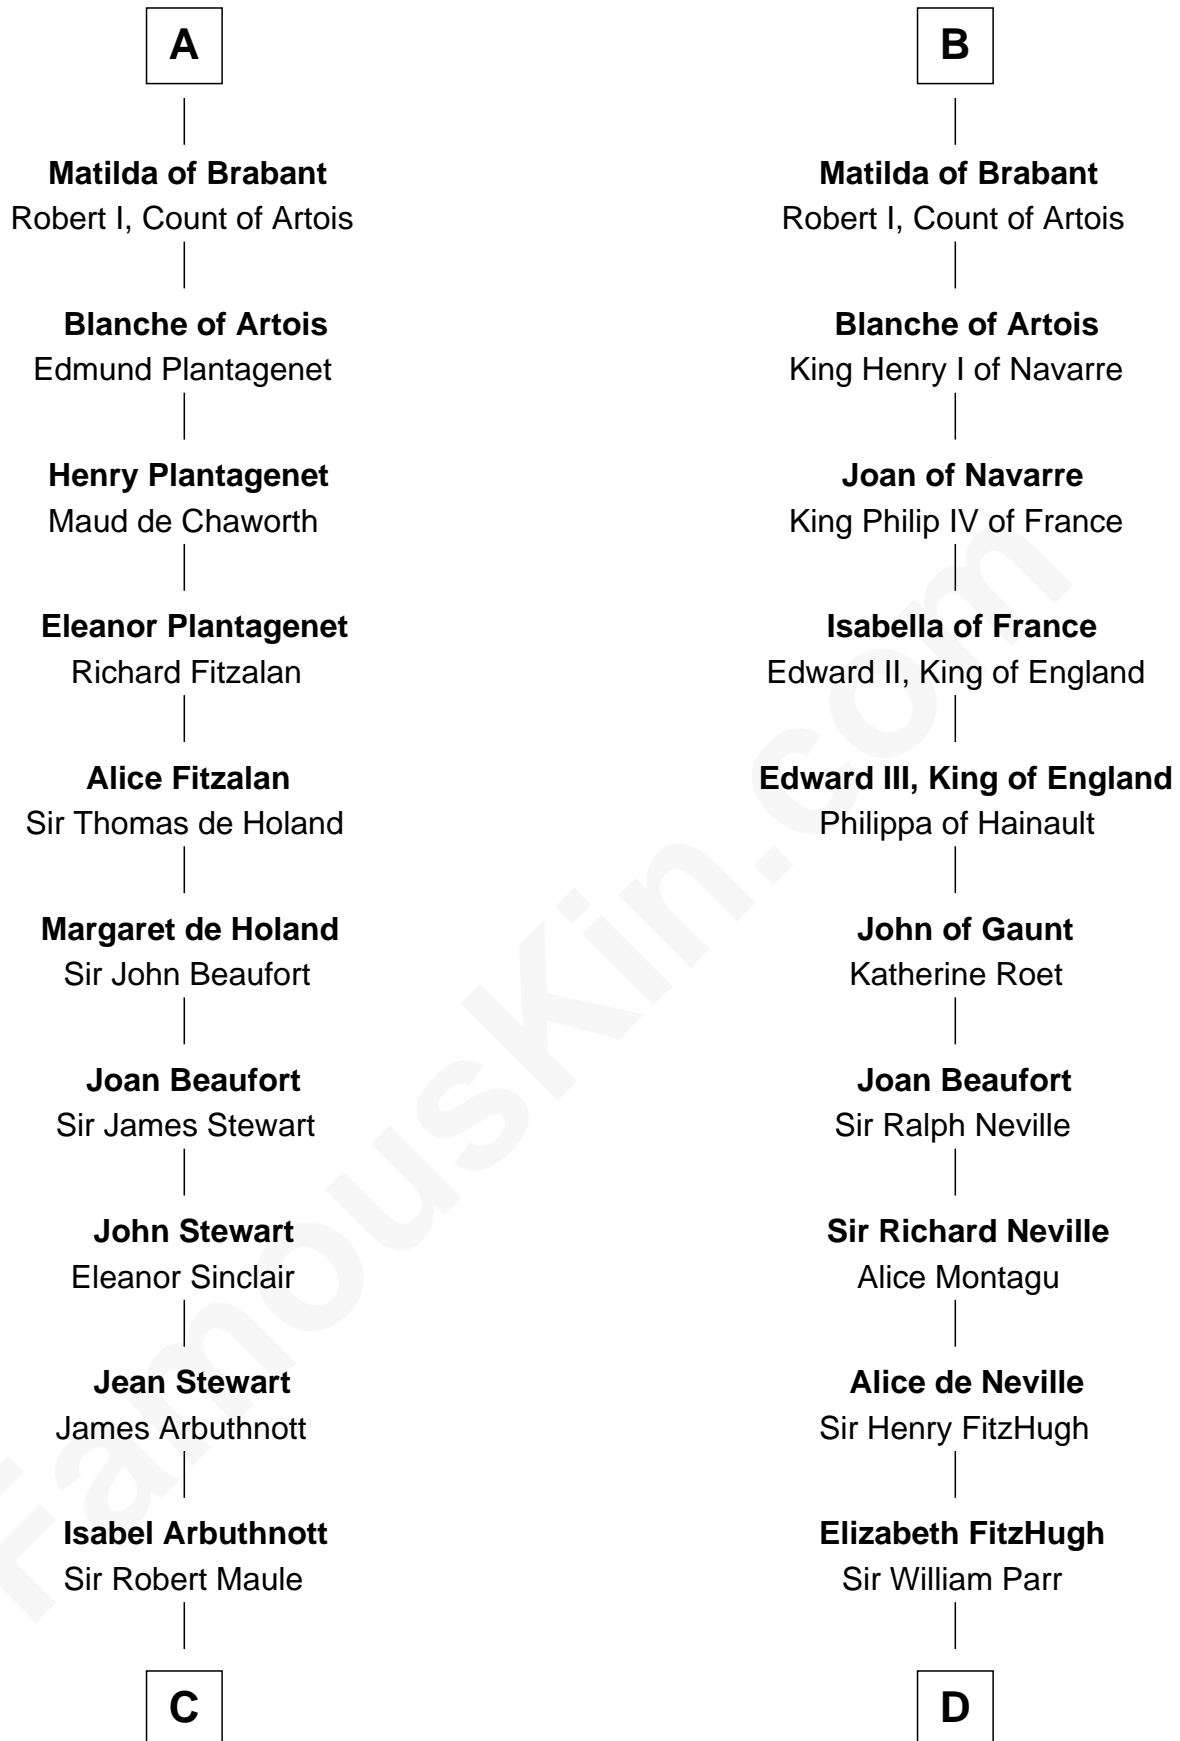 A
Matilda of Brabant
Robert I, Count of Artois
Blanche of Artois
Edmund Plantagenet
Henry Plantagenet
Maud de Chaworth
Eleanor Plantagenet
Richard Fitzalan
Alice Fitzalan
Sir Thomas de Holand
Margaret de Holand
Sir John Beaufort
Joan Beaufort
Sir James Stewart
John Stewart
Eleanor Sinclair
Jean Stewart
James Arbuthnott
Isabel Arbuthnott
Sir Robert Maule
C
B
Matilda of Brabant
Robert I, Count of Artois
Blanche of Artois
King Henry I of Navarre
Joan of Navarre
King Philip IV of France
Isabella of France
Edward II, King of England
Edward III, King of England
Philippa of Hainault
John of Gaunt
Katherine Roet
Joan Beaufort
Sir Ralph Neville
Sir Richard Neville
Alice Montagu
Alice de Neville
Sir Henry FitzHugh
Elizabeth FitzHugh
Sir William Parr
D
FamousKin.com